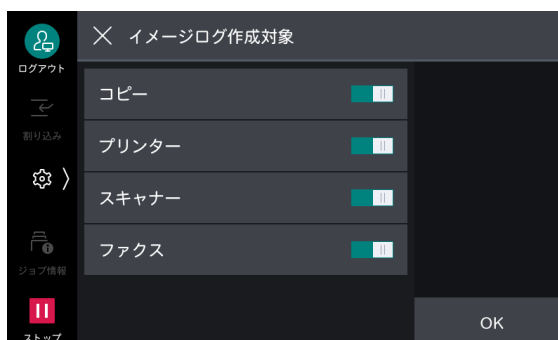 イメージログ作成対象
ログアウト
コピー
割り込み
プリンター
スキャナー
ファクス
ジョブ情報
ストップ
OK